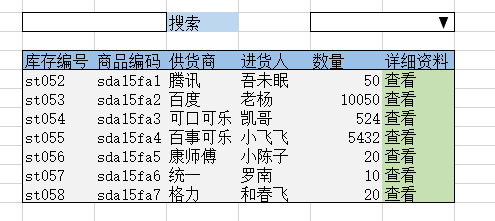 搜索 ▼
库存编号 商品编码 供货商 进货人 数量 详细资料
st052 sda15fa1 腾讯 吾未眠 50 查看
st053 sda15fa2 百度 老杨 10050 查看
st054 sda15fa3 可口可乐 凯哥 524 查看
st055 sda15fa4 百事可乐 小飞飞 5432 查看
st056 sda15fa5 康师傅 小陈子 20 查看
st057 sda15fa6 统一 罗南 10 查看
st058 sda15fa7 格力 和春飞 20 查看